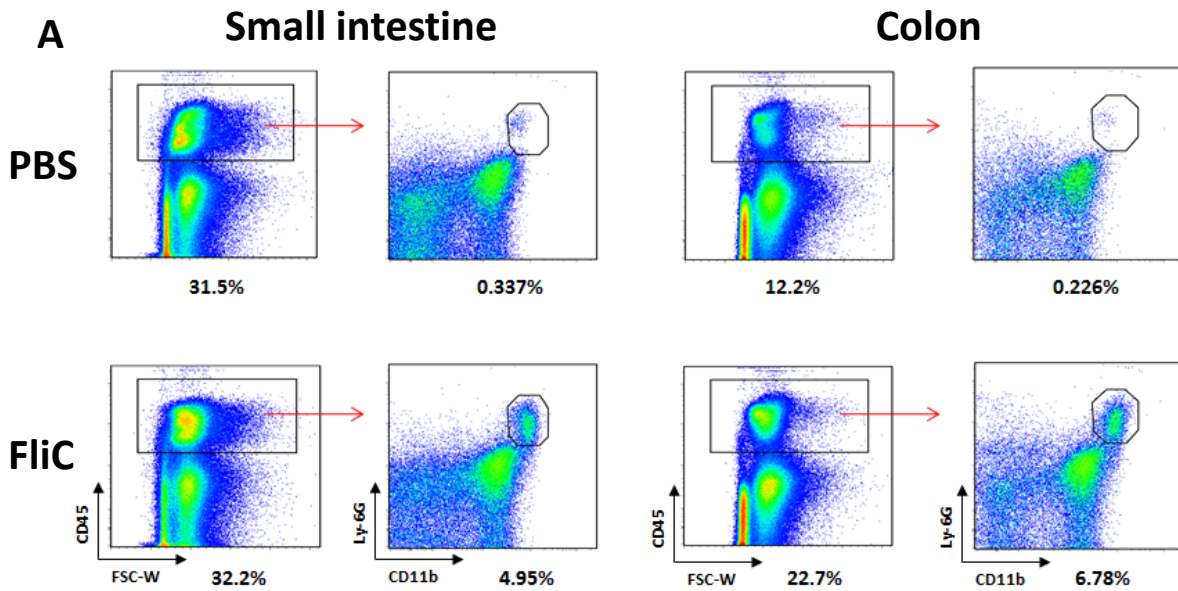 A
Small intestine
Colon
PBS
31.5%
0.337%
12.2%
0.226%
FliC
CD45
FSC-W
32.2%
Ly-6G
CD11b
4.95%
CD45
FSC-W
22.7%
Ly-6G
CD11b
6.78%